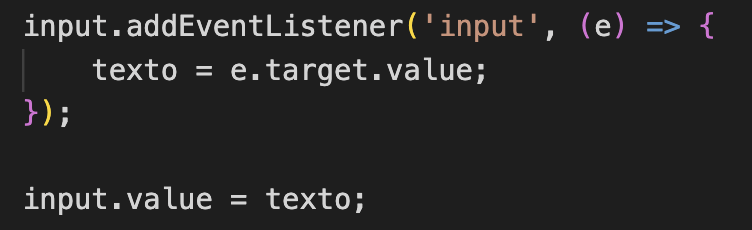 input.addEventListener('input', (e) => {
    texto = e.target.value;
});

input.value = texto;